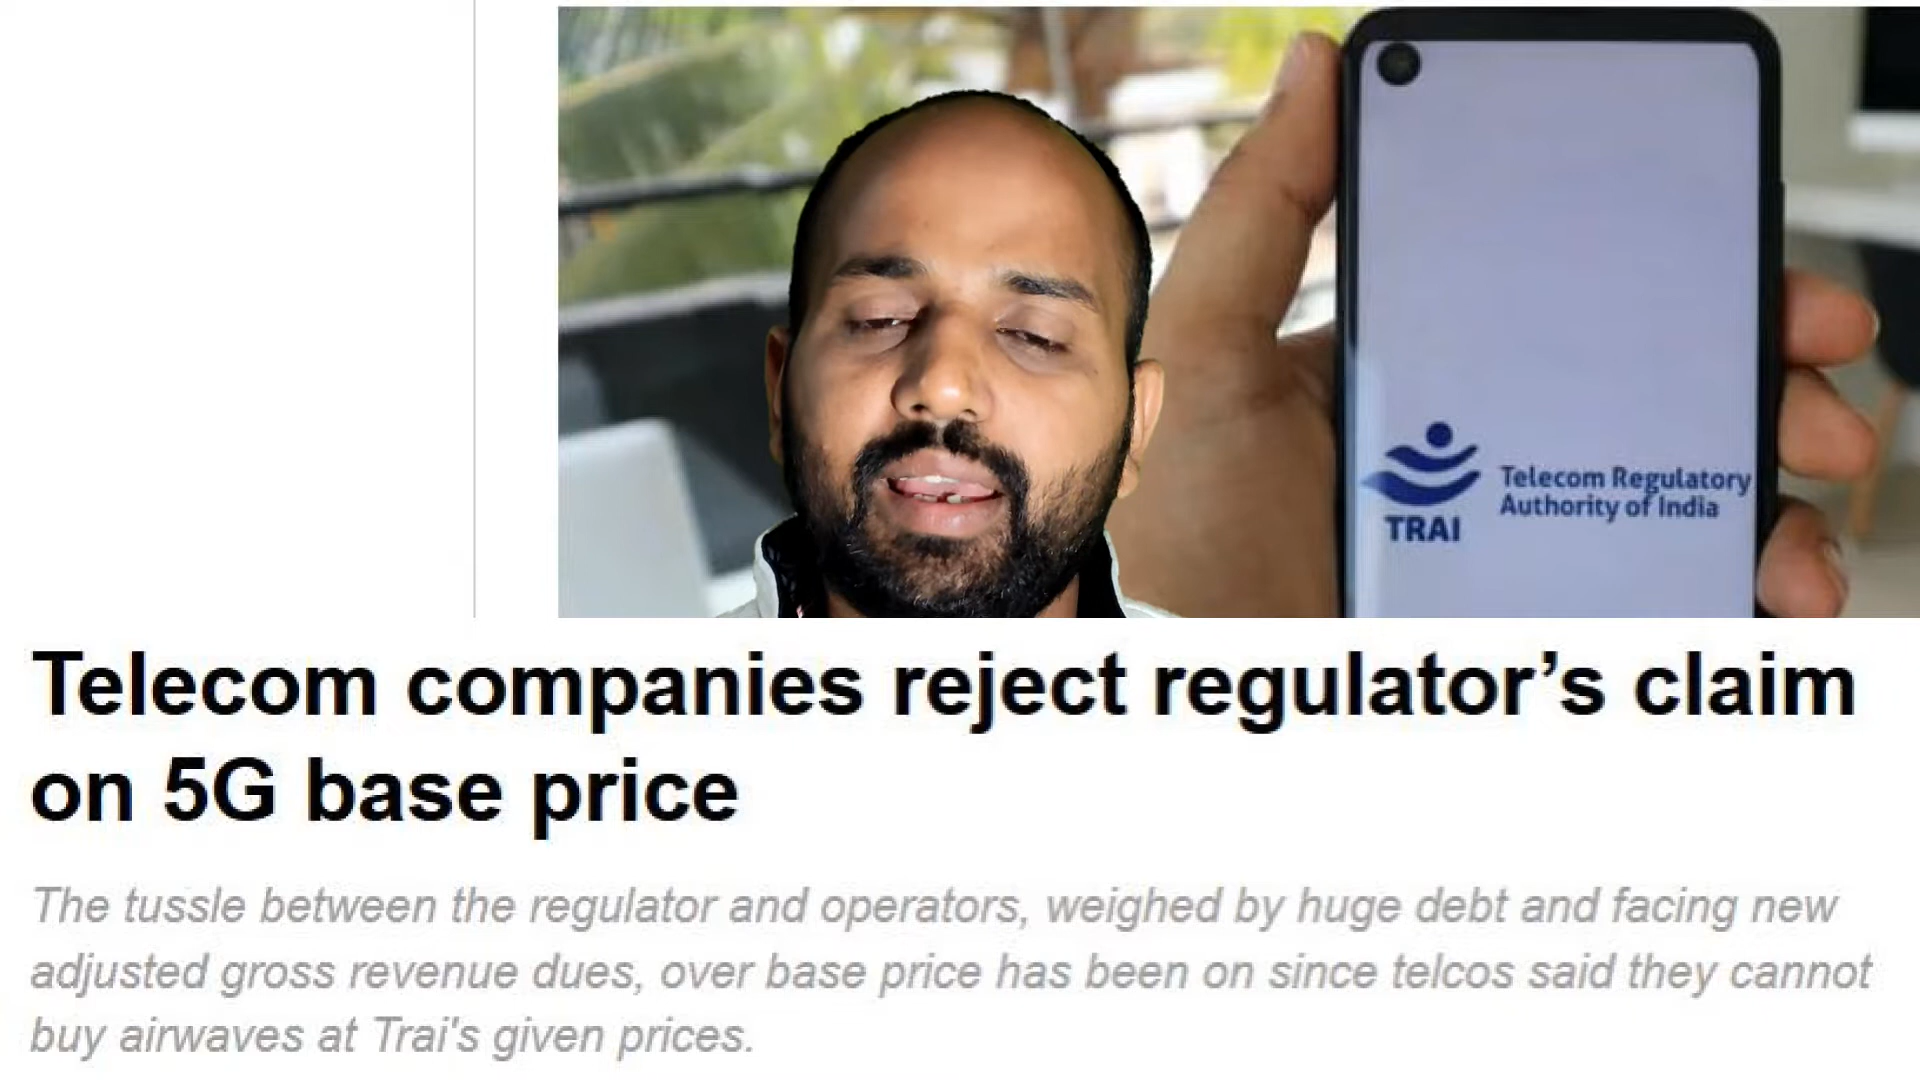 Telecom Regulatory
Authority of India
TRAI
Telecom companies reject regulator’s claim
on 5G base price
The tussle between the regulator and operators, weighed by huge debt and facing new
adjusted gross revenue dues, over base price has been on since telcos said they cannot
buy airwaves at Trai's given prices.